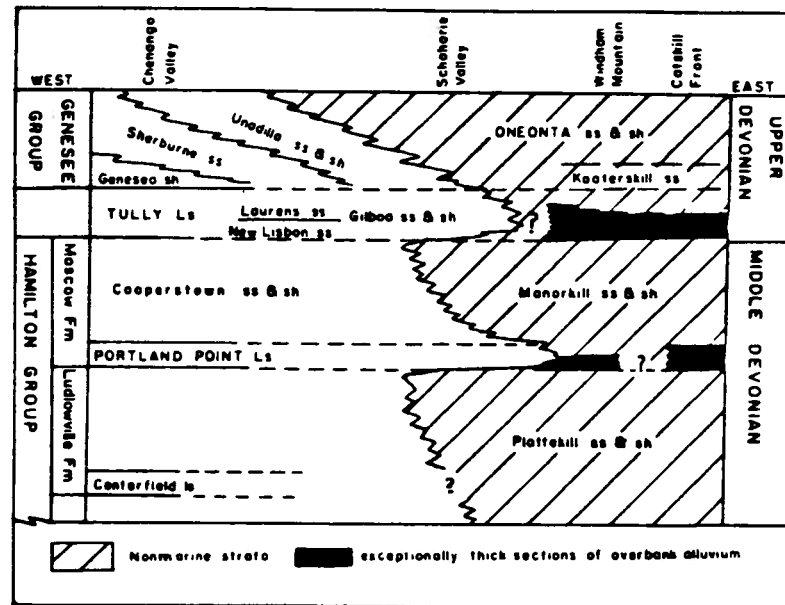 Chenango
Valley
Schoharie
Valley
Windham
Mountain
Catskill
Front
WEST
EAST
GENESEE
GROUP
Sherburne ss
Unadilla ss & sh
ONEONTA ss & sh
Geneseo sh
Kaaterskill ss
UPPER
DEVONIAN
TULLY Ls
Laurens ss
New Lisbon ss
Gilboa ss & sh
?
HAMILTON GROUP
Moscow Fm
Cooperstown ss & sh
Manorkill ss & sh
MIDDLE DEVONIAN
PORTLAND POINT Ls
?
Ludlowville Fm
Plattekill ss & sh
Centerfield ls
?
Nonmarine strata
exceptionally thick sections of overbank alluvium